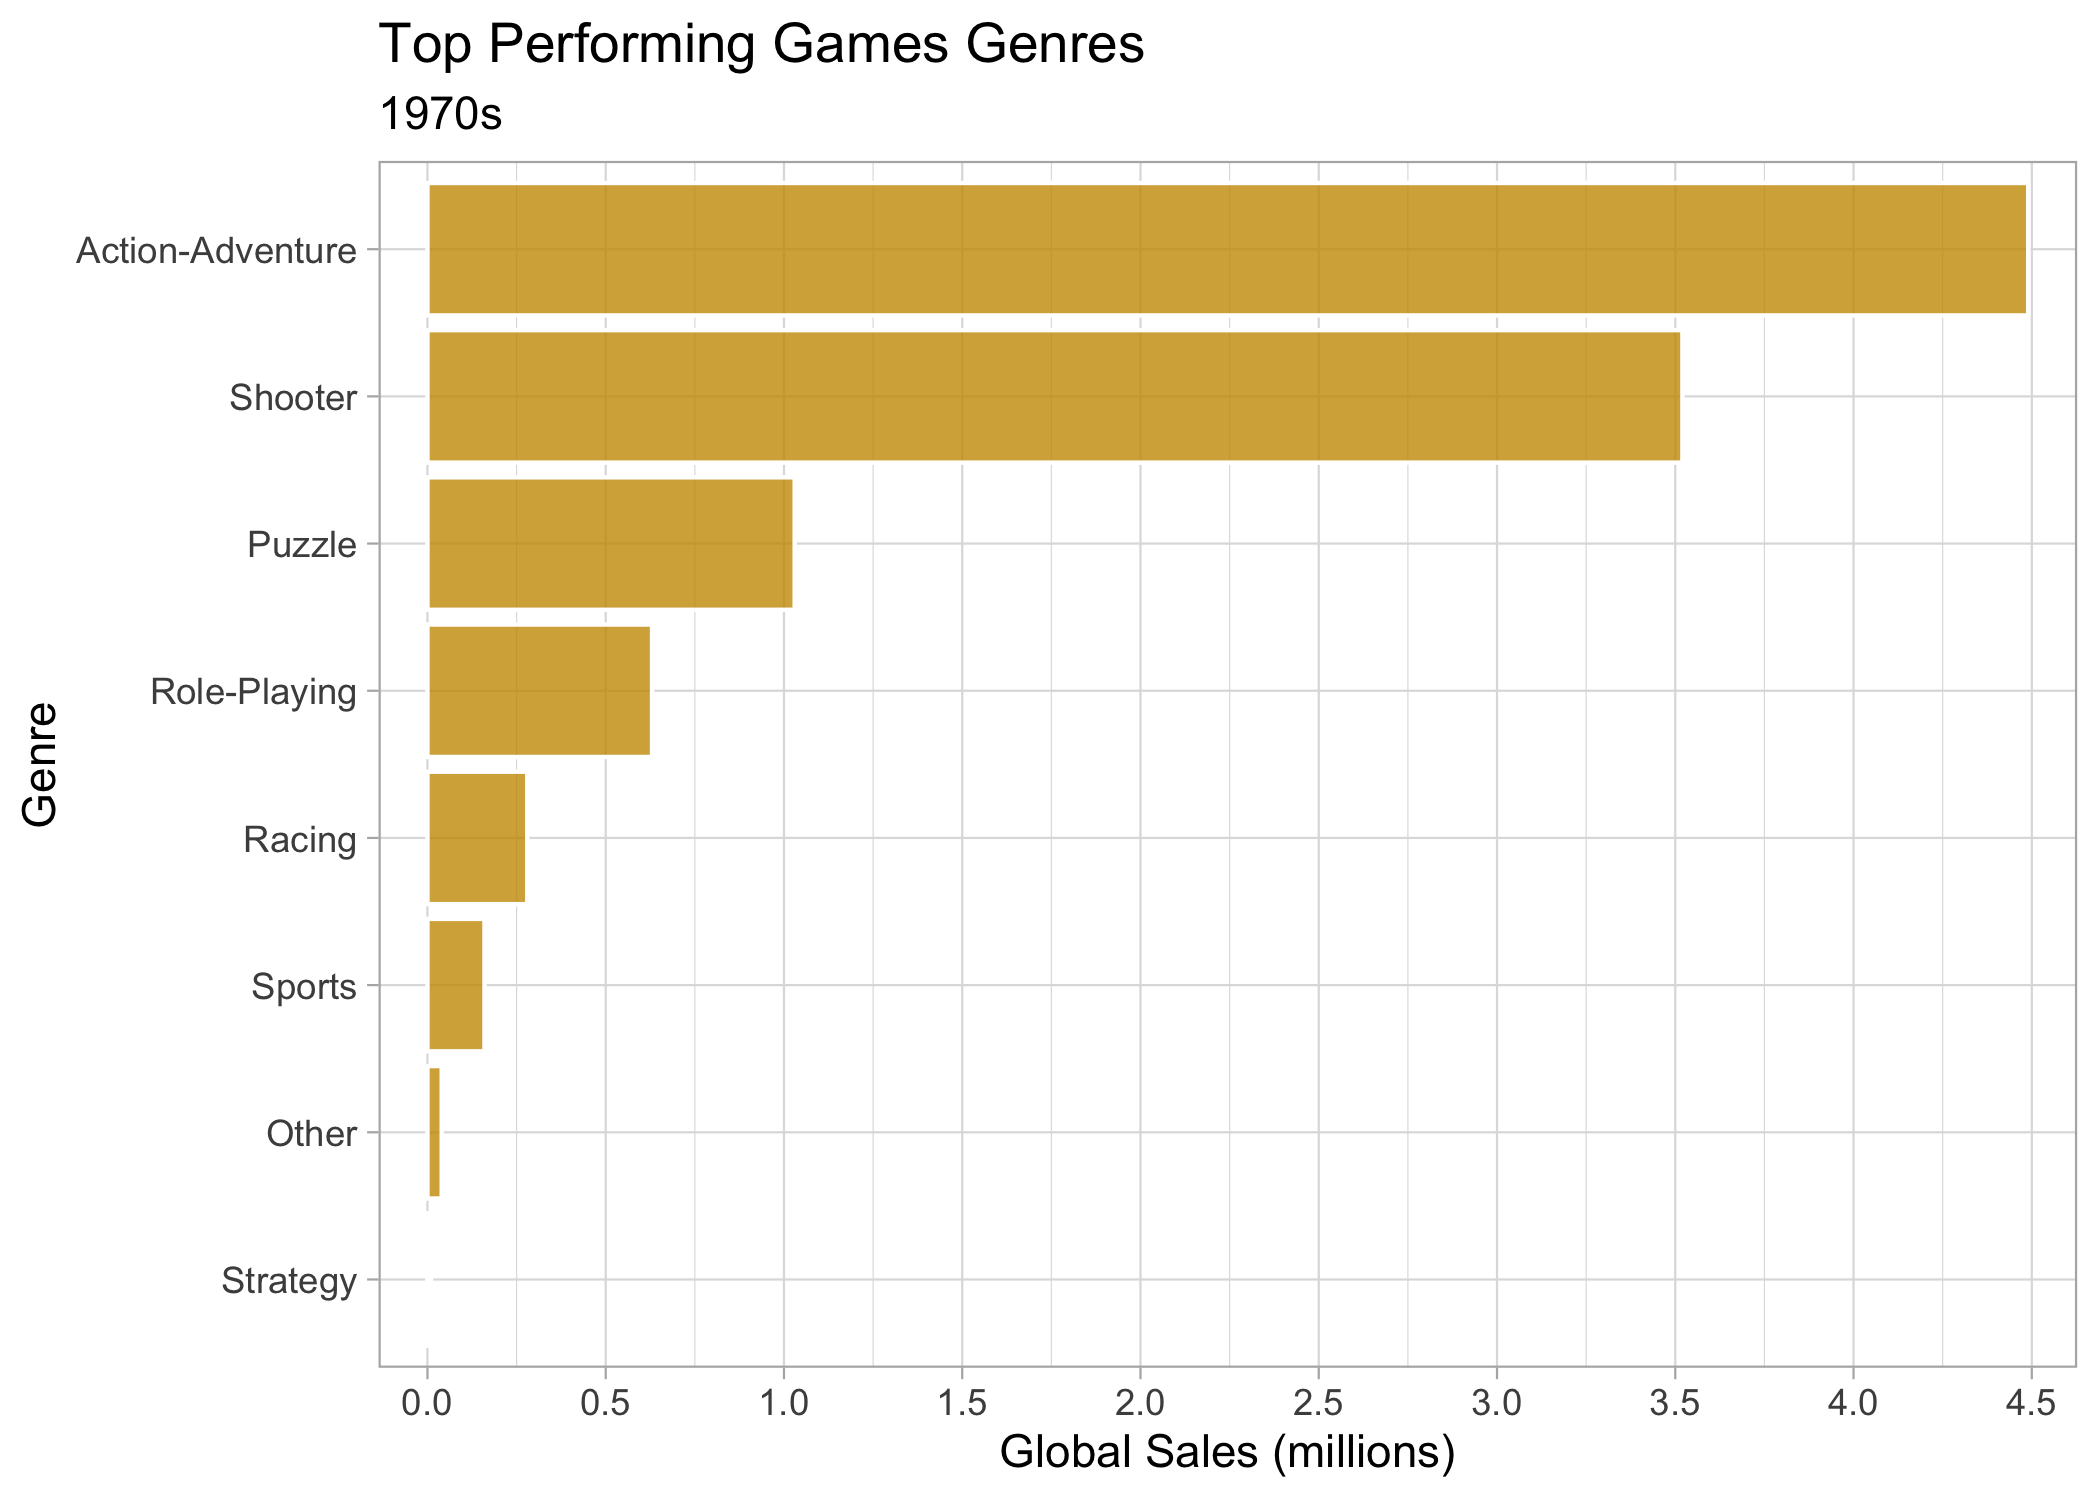 Top Performing Games Genres
1970s
Genre
Action-Adventure
Shooter
Puzzle
Role-Playing
Racing
Sports
Other
Strategy
0.0 0.5 1.0 1.5 2.0 2.5 3.0 3.5 4.0 4.5
Global Sales (millions)